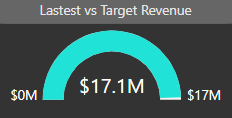 Lastest vs Target Revenue
$17.1M
$0M $17M